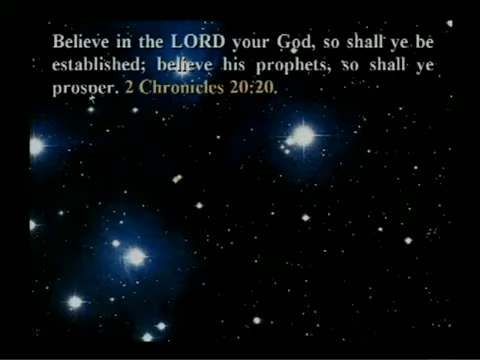 Believe in the LORD your God, so shall ye be
established; believe his prophets, so shall ye
prosper. 2 Chronicles 20:20.